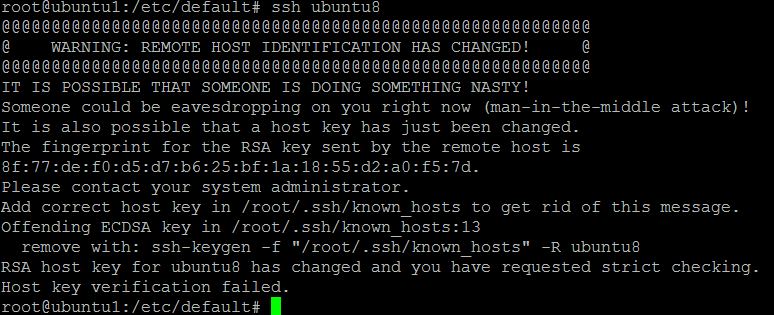 root@ubuntu1:/etc/default# ssh ubuntu8
@@@@@@@@@@@@@@@@@@@@@@@@@@@@@@@@@@@@@@@@@@@@@@@@@@@@@@@@@@@
@    WARNING: REMOTE HOST IDENTIFICATION HAS CHANGED!     @
@@@@@@@@@@@@@@@@@@@@@@@@@@@@@@@@@@@@@@@@@@@@@@@@@@@@@@@@@@@
IT IS POSSIBLE THAT SOMEONE IS DOING SOMETHING NASTY!
Someone could be eavesdropping on you right now (man-in-the-middle attack)!
It is also possible that a host key has just been changed.
The fingerprint for the RSA key sent by the remote host is
8f:77:de:f0:d5:d7:b6:25:bf:1a:18:55:d2:a0:f5:7d.
Please contact your system administrator.
Add correct host key in /root/.ssh/known_hosts to get rid of this message.
Offending ECDSA key in /root/.ssh/known_hosts:13
  remove with: ssh-keygen -f "/root/.ssh/known_hosts" -R ubuntu8
RSA host key for ubuntu8 has changed and you have requested strict checking.
Host key verification failed.
root@ubuntu1:/etc/default#